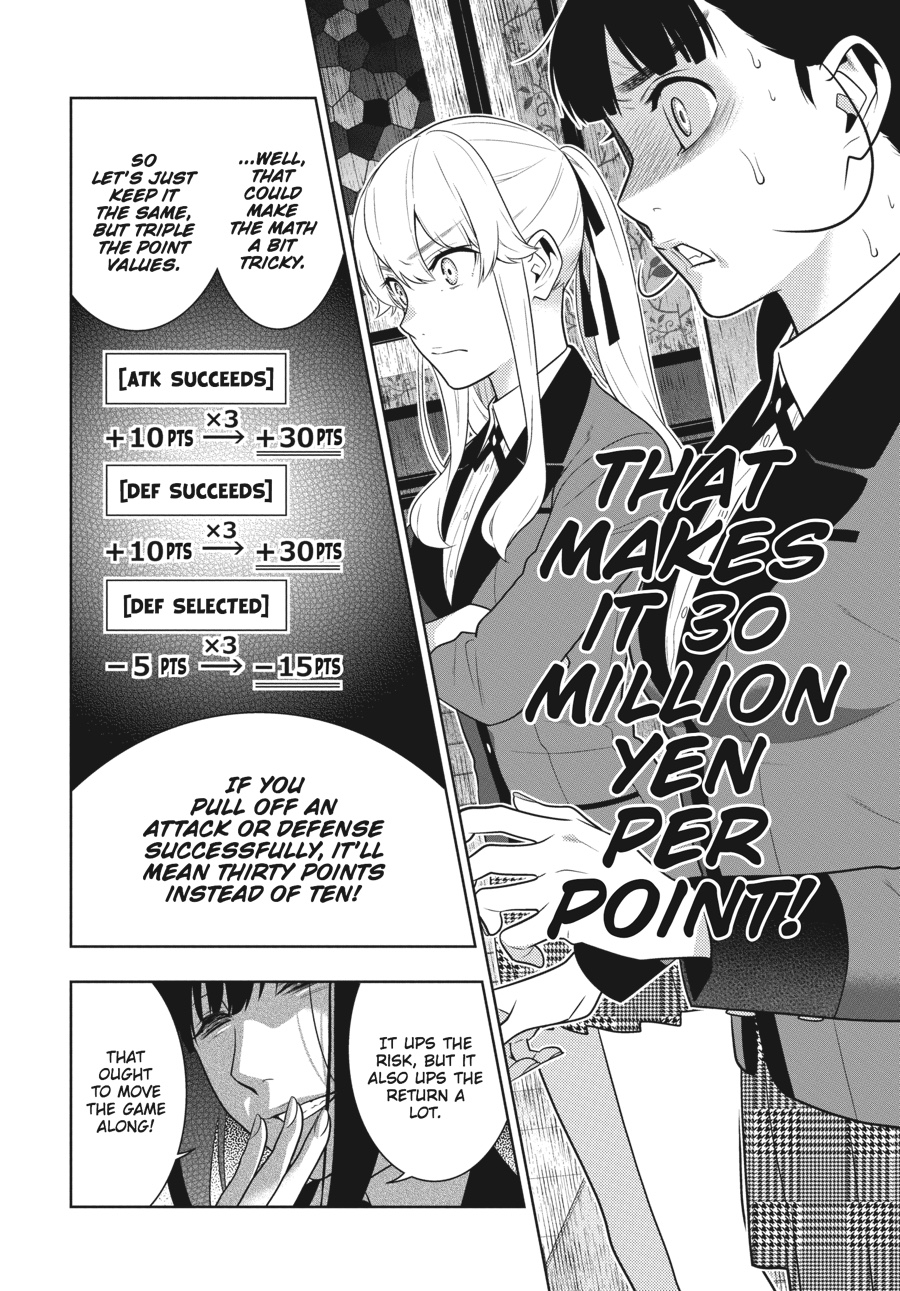 THAT
MAKES
IT 30
MILLION
YEN
PER
POINT!
...WELL,
THAT
COULD
MAKE
THE MATH
A BIT
TRICKY.
SO
LET'S JUST
KEEP IT
THE SAME,
BUT TRIPLE
THE POINT
VALUES.
[ATK SUCCEEDS]
+10 PTS ×3→ +30 PTS
[DEF SUCCEEDS]
+10 PTS ×3→ +30 PTS
[DEF SELECTED]
−5 PTS ×3→ −15 PTS
IF YOU
PULL OFF AN
ATTACK OR DEFENSE
SUCCESSFULLY, IT'LL
MEAN THIRTY POINTS
INSTEAD OF TEN!
IT UPS THE
RISK, BUT IT
ALSO UPS THE
RETURN A
LOT.
THAT
OUGHT
TO MOVE
THE GAME
ALONG!